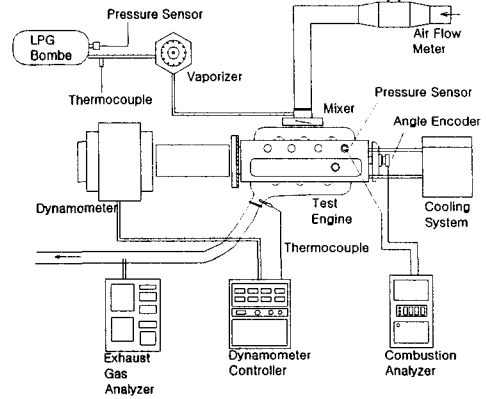 Pressure Sensor
LPG
Bombe
Air Flow
Meter
Vaporizer
Thermocouple
Mixer
Pressure Sensor
Angle Encoder
Dynamometer
Test
Engine
Cooling
System
Thermocouple
Exhaust
Gas
Analyzer
Dynamometer
Controller
Combustion
Analyzer